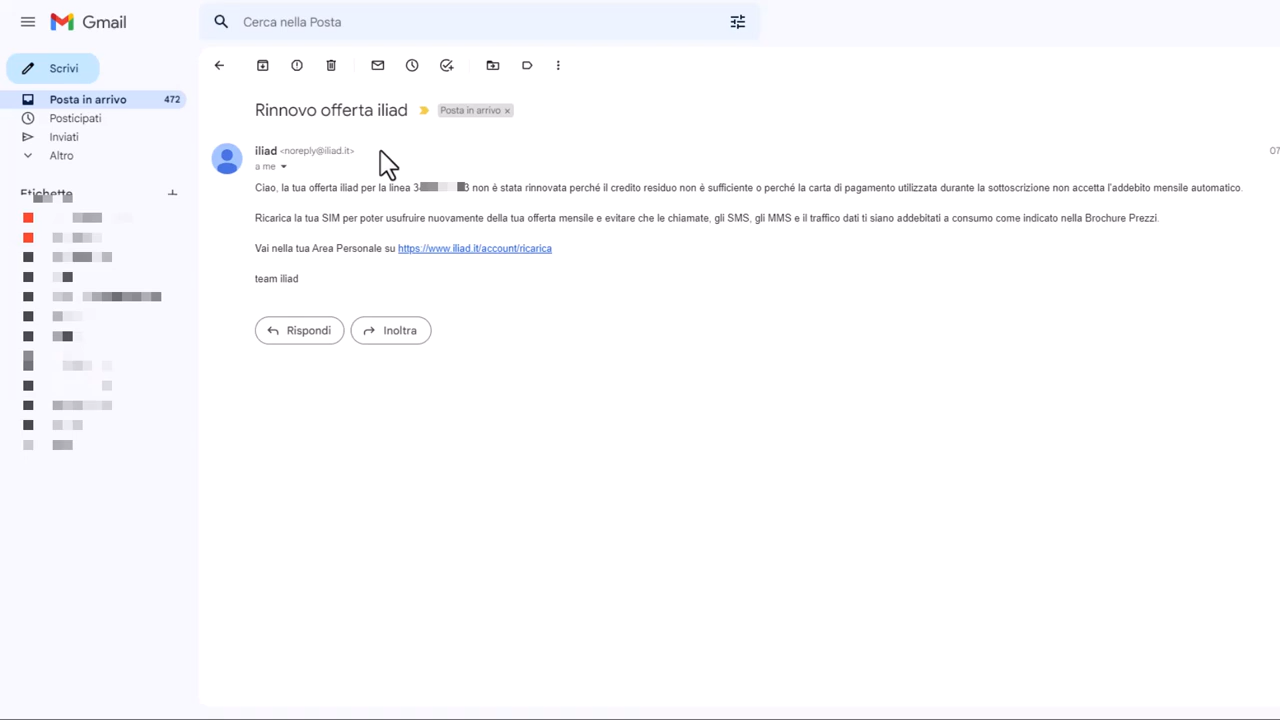 Gmail
Cerca nella Posta
Scrivi
Posta in arrivo 472
Posticipati
Inviati
Altro
Etichette
Rinnovo offerta iliad Posta in arrivo x
iliad <noreply@iliad.it>
07
a me
Ciao, la tua offerta iliad per la linea 3 3 non è stata rinnovata perché il credito residuo non è sufficiente o perché la carta di pagamento utilizzata durante la sottoscrizione non accetta l'addebito mensile automatico.
Ricarica la tua SIM per poter usufruire nuovamente della tua offerta mensile e evitare che le chiamate, gli SMS, gli MMS e il traffico dati ti siano addebitati a consumo come indicato nella Brochure Prezzi.
Vai nella tua Area Personale su https://www.iliad.it/account/ricarica
team iliad
Rispondi Inoltra